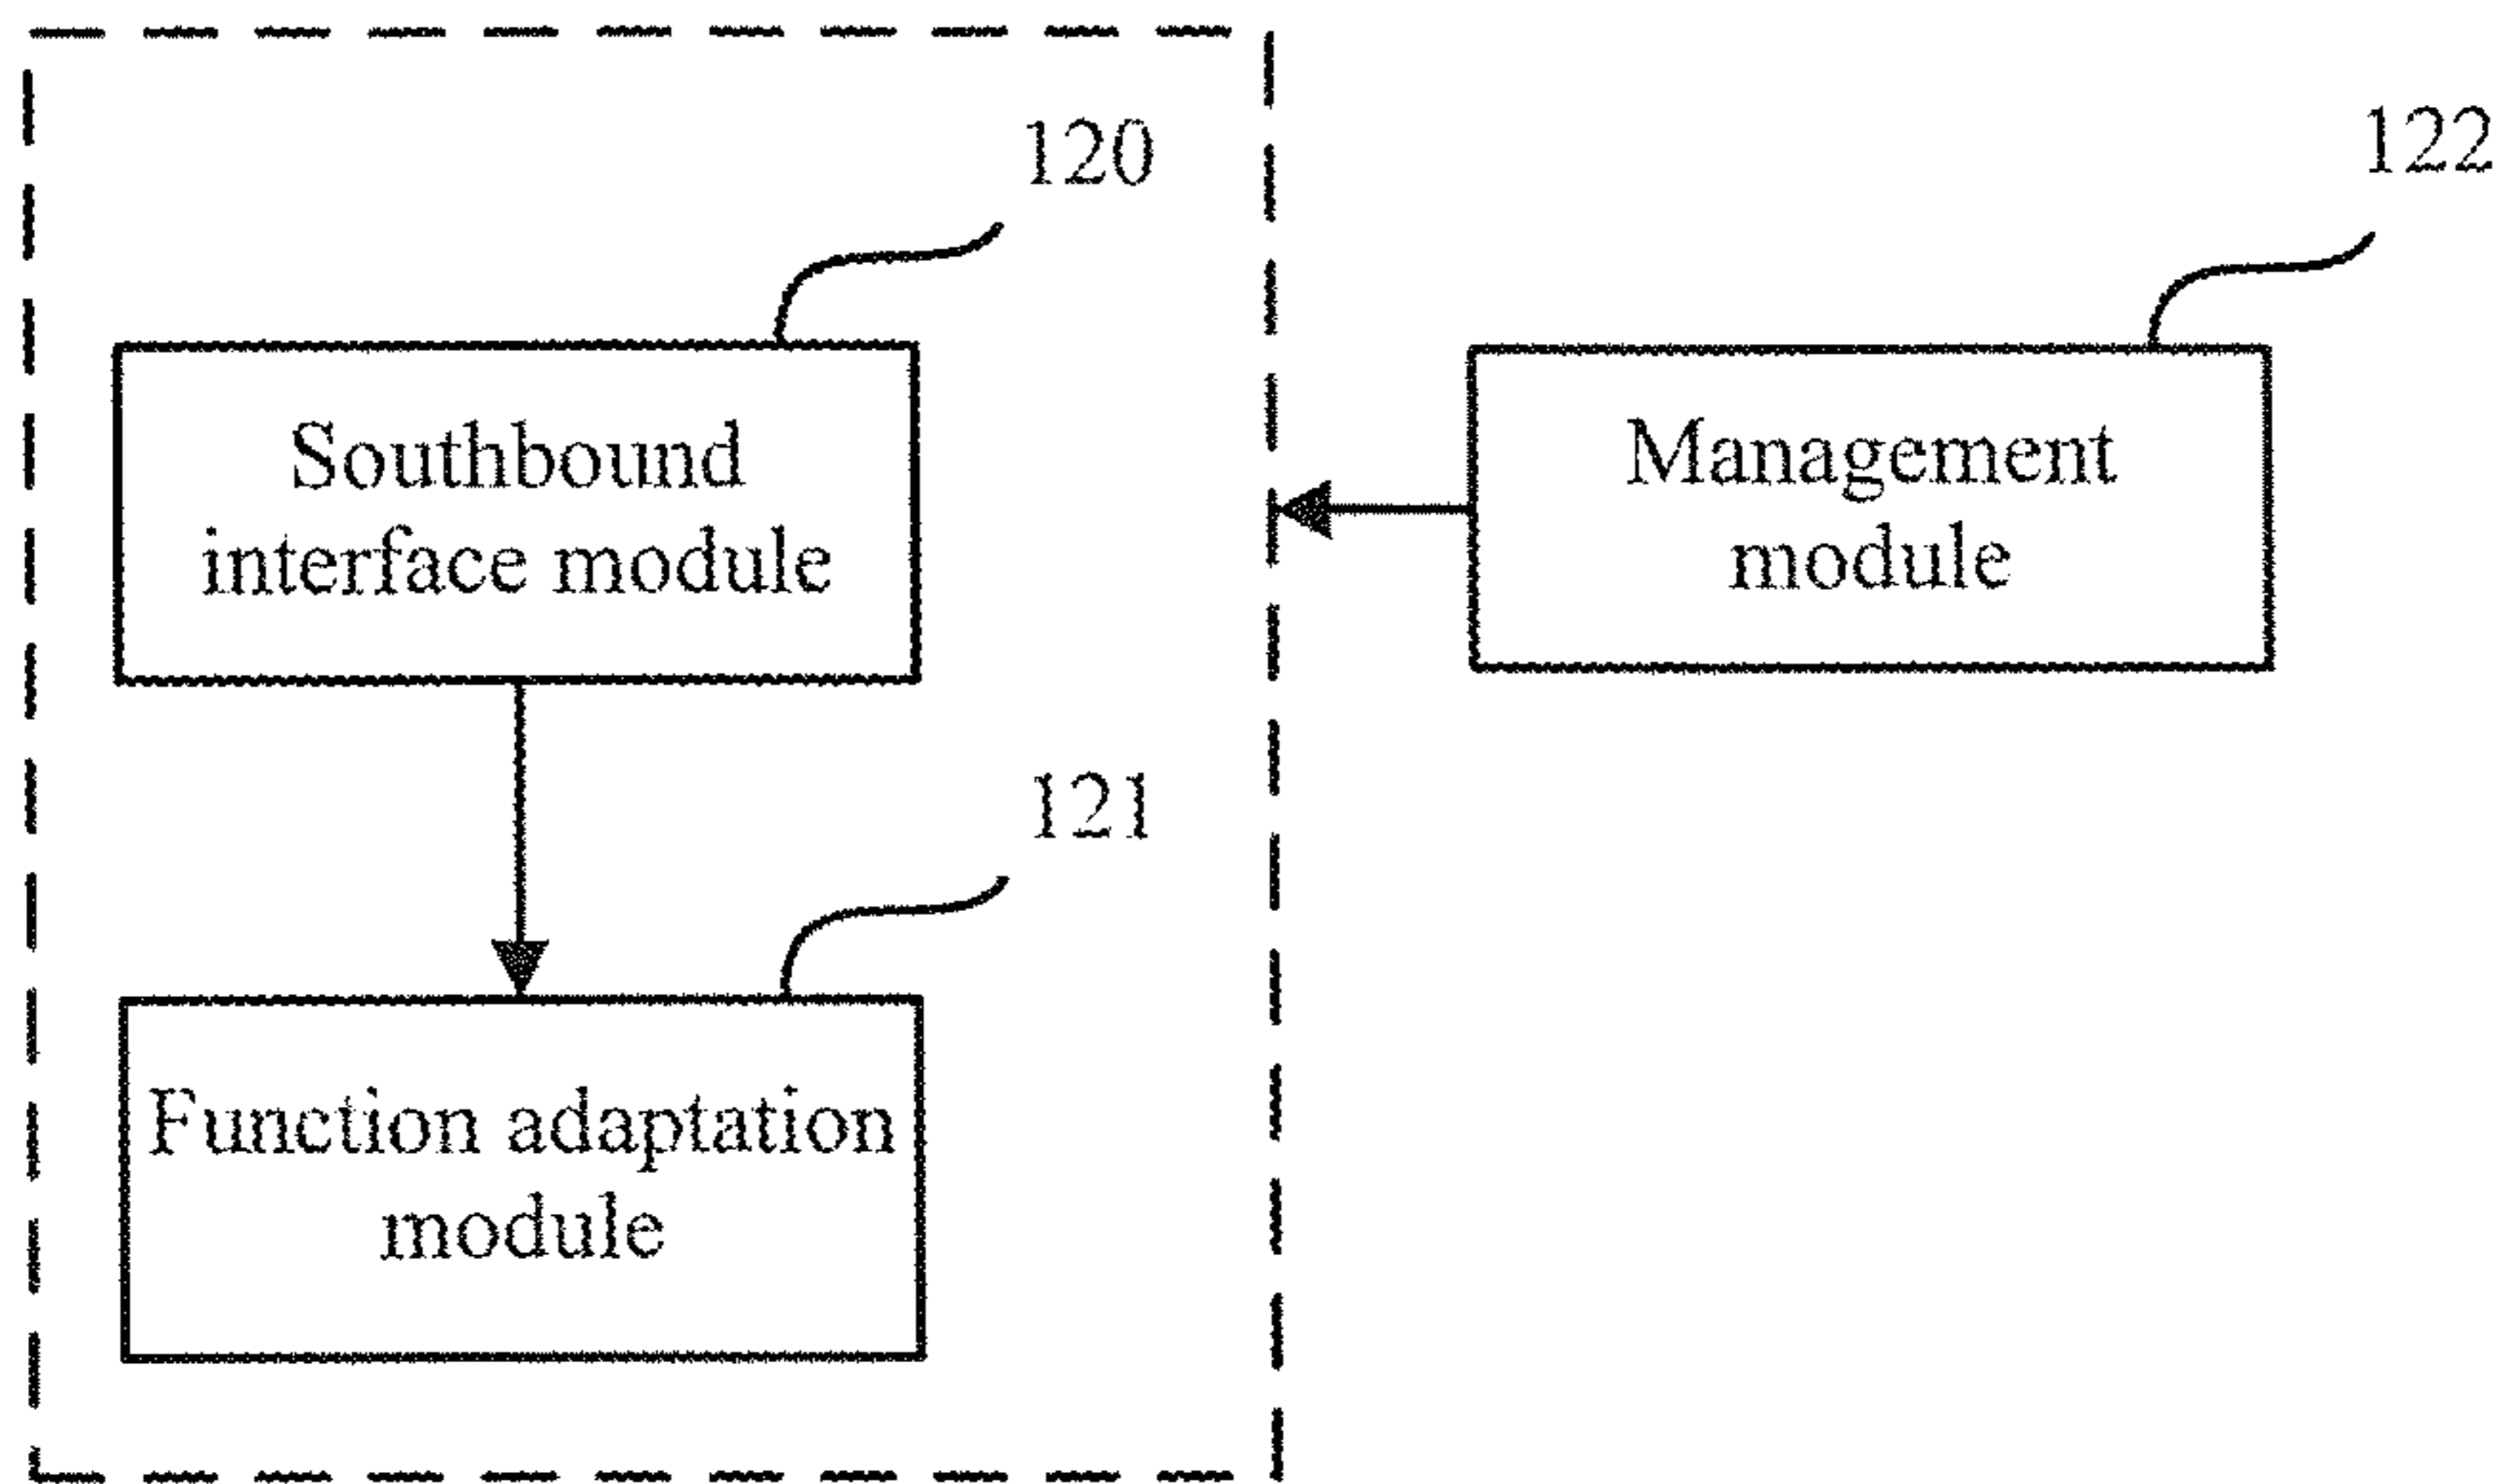 120
122
Southbound
interface module
Management
module
121
Function adaptation
module